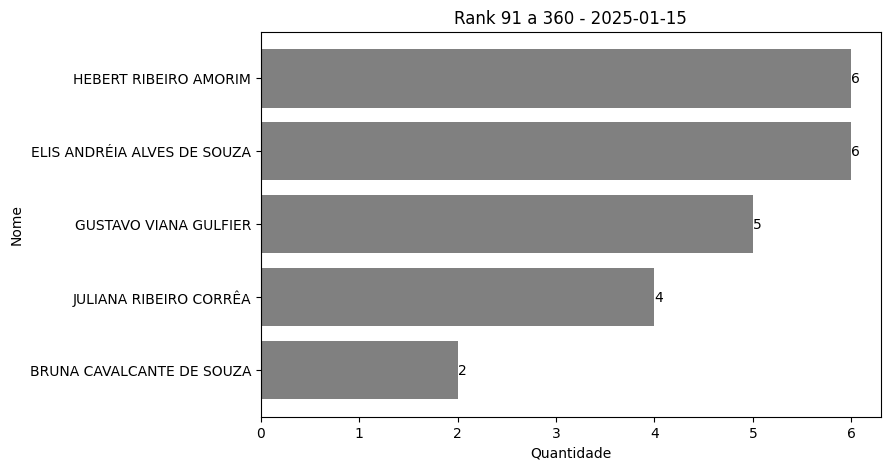 Rank 91 a 360 - 2025-01-15
HEBERT RIBEIRO AMORIM
6
ELIS ANDRÉIA ALVES DE SOUZA
6
GUSTAVO VIANA GULFIER
5
JULIANA RIBEIRO CORRÊA
4
BRUNA CAVALCANTE DE SOUZA
2
Nome
0 1 2 3 4 5 6
Quantidade